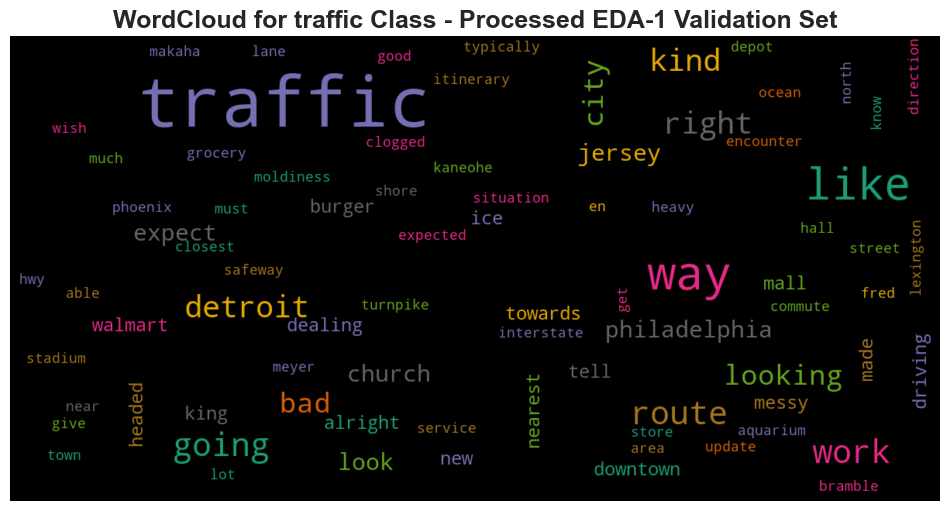 WordCloud for traffic Class - Processed EDA-1 Validation Set
makaha
lane
good
typically
itinerary
city
kind
depot
ocean
north
know
direction
traffic
wish
much
grocery
clogged
kaneohe
jersey
right
encounter
like
moldiness
shore
situation
phoenix
must
burger
ice
en
heavy
hall
expect
closest
expected
street
lexington
hwy
able
safeway
way
mall
get
commute
fred
detroit
turnpike
towards
interstate
philadelphia
walmart
dealing
stadium
meyer
church
tell
looking
made
driving
near
give
headed
king
bad
alright
service
nearest
route
messy
town
going
lot
look
new
store
area
update
aquarium
downtown
work
bramble